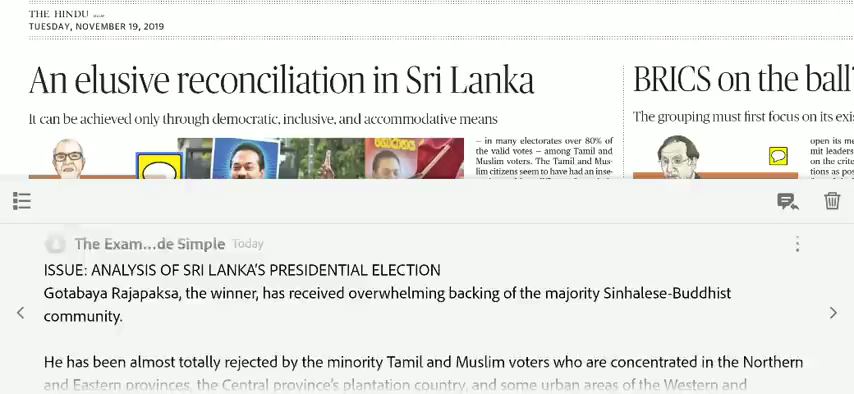 THE HINDU
TUESDAY, NOVEMBER 19, 2019
An elusive reconciliation in Sri Lanka
It can be achieved only through democratic, inclusive, and accommodative means
– in many electorates over 80% of
the valid votes – among Tamil and
Muslim voters. The Tamil and Mus-
lim citizens seem to have had an inse-
BRICS on the ball?
The grouping must first focus on its exis
open its me
mit leaders
on the crite
tions as pos
The Exam...de Simple Today
ISSUE: ANALYSIS OF SRI LANKA'S PRESIDENTIAL ELECTION
Gotabaya Rajapaksa, the winner, has received overwhelming backing of the majority Sinhalese-Buddhist
community.
He has been almost totally rejected by the minority Tamil and Muslim voters who are concentrated in the Northern
and Eastern provinces, the Central province's plantation country, and some urban areas of the Western and